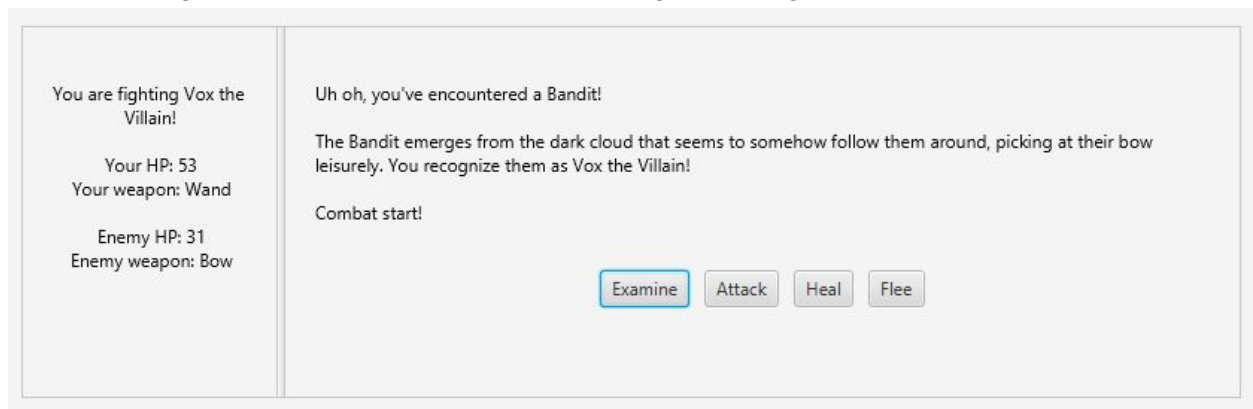 You are fighting Vox the
Villain!
Your HP: 53
Your weapon: Wand
Enemy HP: 31
Enemy weapon: Bow
Uh oh, you've encountered a Bandit!
The Bandit emerges from the dark cloud that seems to somehow follow them around, picking at their bow
leisurely. You recognize them as Vox the Villain!
Combat start!
Examine Attack Heal Flee